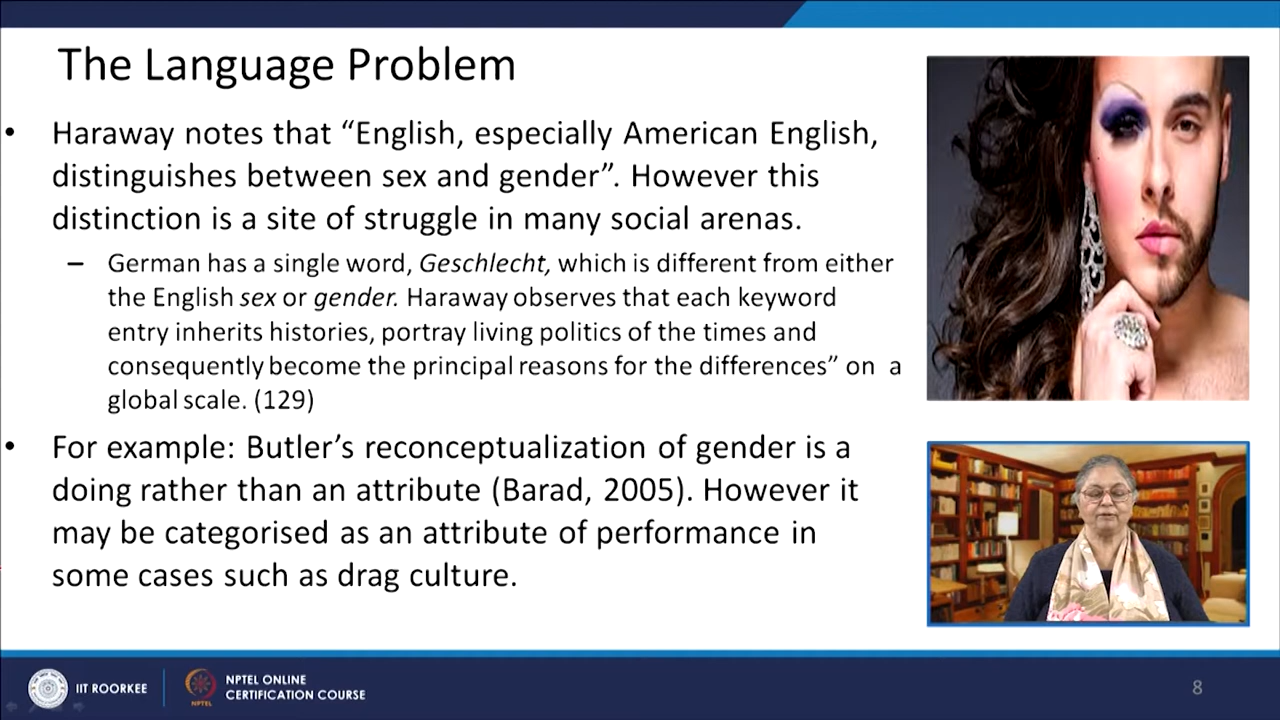 The Language Problem
• Haraway notes that “English, especially American English,
distinguishes between sex and gender”. However this
distinction is a site of struggle in many social arenas.
– German has a single word, Geschlecht, which is different from either
the English sex or gender. Haraway observes that each keyword
entry inherits histories, portray living politics of the times and
consequently become the principal reasons for the differences” on a
global scale. (129)
• For example: Butler’s reconceptualization of gender is a
doing rather than an attribute (Barad, 2005). However it
may be categorised as an attribute of performance in
some cases such as drag culture.
IIT ROORKEE
NPTEL
NPTEL ONLINE
CERTIFICATION COURSE
8